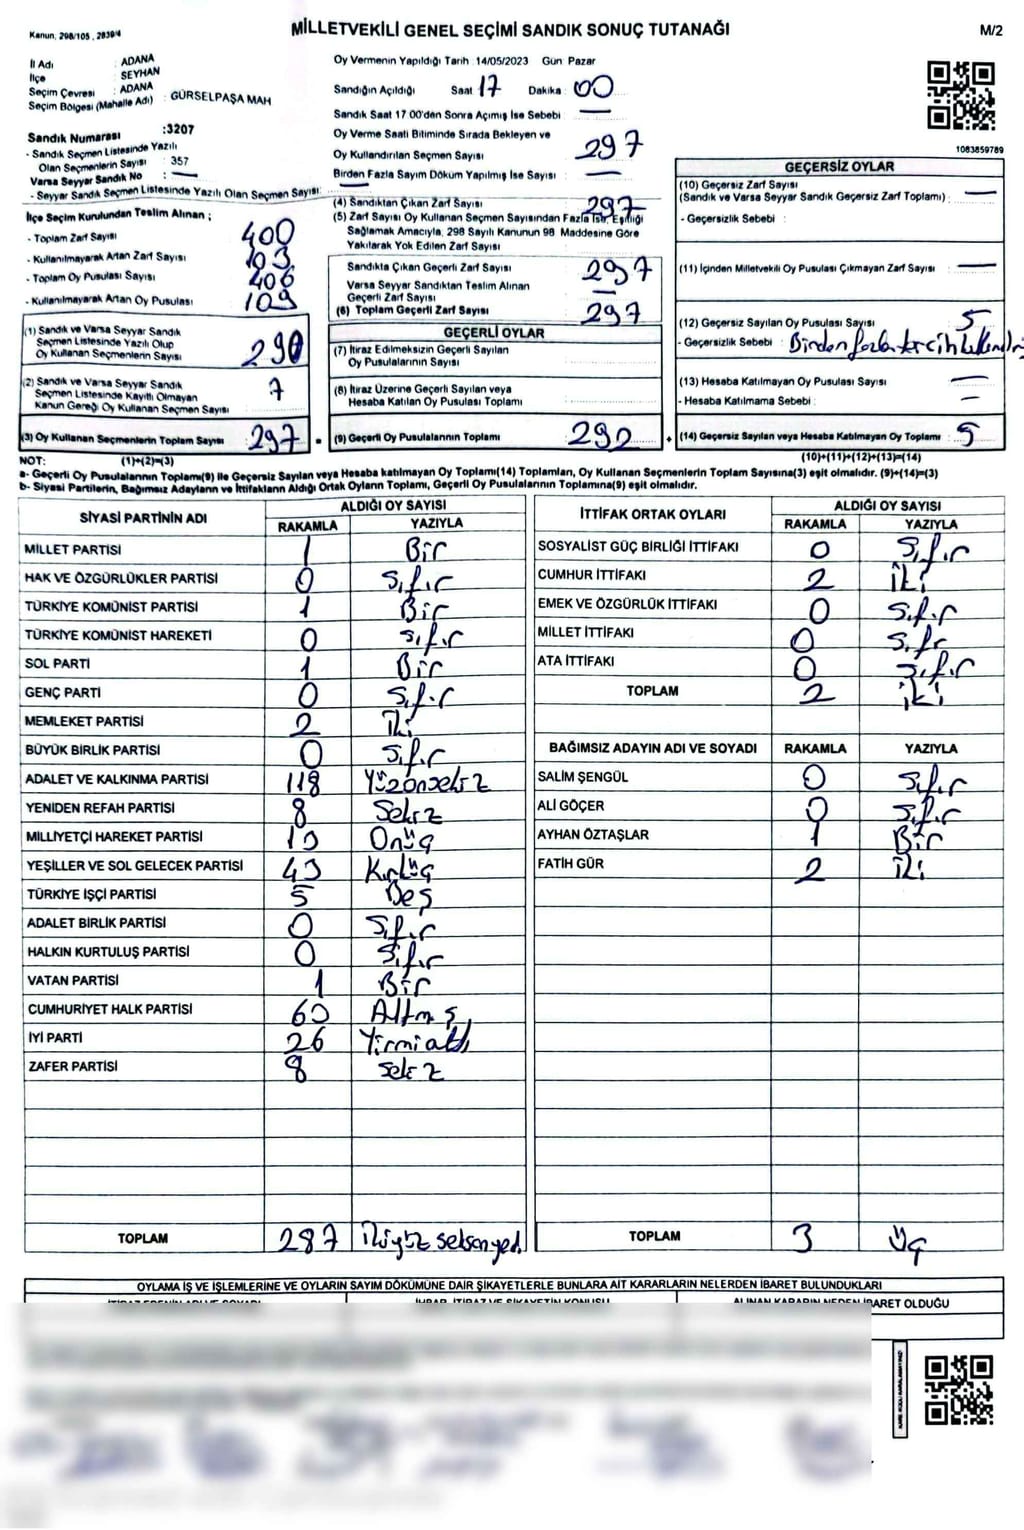 Kanun, 298/105 , 2839/4
MİLLETVEKİLİ GENEL SEÇİMİ SANDIK SONUÇ TUTANAĞI
M/2
İl Adı : ADANA
İlçe : SEYHAN
Seçim Çevresi : ADANA
Seçim Bölgesi (Mahalle Adı) : GÜRSELPAŞA MAH
Sandık Numarası :3207
- Sandık Seçmen Listesinde Yazılı
Olan Seçmenlerin Sayısı : 357
Varsa Seyyar Sandık No : —
- Seyyar Sandık Seçmen Listesinde Yazılı Olan Seçmen Sayısı: —
İlçe Seçim Kurulundan Teslim Alınan ;
- Toplam Zarf Sayısı 400
- Kullanılmayarak Artan Zarf Sayısı 103
- Toplam Oy Pusulası Sayısı 406
- Kullanılmayarak Artan Oy Pusulası 109
(1) Sandık ve Varsa Seyyar Sandık
Seçmen Listesinde Yazılı Olup
Oy Kullanan Seçmenlerin Sayısı 290
(2) Sandık ve Varsa Seyyar Sandık
Seçmen Listesinde Kayıtlı Olmayan
Kanun Gereği Oy Kullanan Seçmen Sayısı 7
(3) Oy Kullanan Seçmenlerin Toplam Sayısı 297
Oy Vermenin Yapıldığı Tarih :14/05/2023 Gün Pazar
Sandığın Açıldığı Saat 17 Dakika : 00
Sandık Saat 17 00'den Sonra Açımış İse Sebebi : —
Oy Verme Saati Bitiminde Sırada Bekleyen ve
Oy Kullandırılan Seçmen Sayısı 297
Birden Fazla Sayım Döküm Yapılmış İse Sayısı : —
(4) Sandıktan Çıkan Zarf Sayısı 297
(5) Zarf Sayısı Oy Kullanan Seçmen Sayısından Fazla İse, Eşitliği
Sağlamak Amacıyla, 298 Sayılı Kanunun 98 Maddesine Göre
Yakılarak Yok Edilen Zarf Sayısı
Sandıkta Çıkan Geçerli Zarf Sayısı 297
Varsa Seyyar Sandıktan Teslim Alınan
Geçerli Zarf Sayısı —
(6) Toplam Geçerli Zarf Sayısı 297
GEÇERLİ OYLAR
(7) İtiraz Edilmeksizin Geçerli Sayılan
Oy Pusulalarının Sayısı
(8) İtiraz Üzerine Geçerli Sayılan veya
Hesaba Katılan Oy Pusulası Toplamı
= (9) Geçerli Oy Pusulalarının Toplamı 292
1083859789
GEÇERSİZ OYLAR
(10) Geçersiz Zarf Sayısı
(Sandık ve Varsa Seyyar Sandık Geçersiz Zarf Toplamı) : —
- Geçersizlik Sebebi :
(11) İçinden Milletvekili Oy Pusulası Çıkmayan Zarf Sayısı : —
(12) Geçersiz Sayılan Oy Pusulası Sayısı : 5
- Geçersizlik Sebebi : Birden fazla tercih
(13) Hesaba Katılmayan Oy Pusulası Sayısı : —
- Hesaba Katılmama Sebebi : —
+ (14) Geçersiz Sayılan veya Hesaba Katılmayan Oy Toplamı : 5
NOT: (1)+(2)=(3) (10)+(11)+(12)+(13)=(14)
a- Geçerli Oy Pusulalarının Toplamı(9) ile Geçersiz Sayılan veya Hesaba katılmayan Oy Toplamı(14) Toplamları, Oy Kullanan Seçmenlerin Toplam Sayısına(3) eşit olmalıdır. (9)+(14)=(3)
b- Siyasi Partilerin, Bağımsız Adayların ve İttifakların Aldığı Ortak Oyların Toplamı, Geçerli Oy Pusulalarının Toplamına(9) eşit olmalıdır.
SİYASİ PARTİNİN ADI ALDIĞI OY SAYISI
RAKAMLA YAZIYLA
MİLLET PARTİSİ 1 Bir
HAK VE ÖZGÜRLÜKLER PARTİSİ 0 Sıfır
TÜRKİYE KOMÜNİST PARTİSİ 1 Bir
TÜRKİYE KOMÜNİST HAREKETİ 0 Sıfır
SOL PARTİ 1 Bir
GENÇ PARTİ 0 Sıfır
MEMLEKET PARTİSİ 2 İki
BÜYÜK BİRLİK PARTİSİ 0 Sıfır
ADALET VE KALKINMA PARTİSİ 118 Yüzonsekiz
YENİDEN REFAH PARTİSİ 8 Sekiz
MİLLİYETÇİ HAREKET PARTİSİ 13 Onüç
YEŞİLLER VE SOL GELECEK PARTİSİ 43 Kırküç
TÜRKİYE İŞÇİ PARTİSİ 5 Beş
ADALET BİRLİK PARTİSİ 0 Sıfır
HALKIN KURTULUŞ PARTİSİ 0 Sıfır
VATAN PARTİSİ 1 Bir
CUMHURİYET HALK PARTİSİ 60 Altmış
İYİ PARTİ 26 Yirmialtı
ZAFER PARTİSİ 8 Sekiz
TOPLAM 287 İkiyüz seksenyedi
İTTİFAK ORTAK OYLARI ALDIĞI OY SAYISI
RAKAMLA YAZIYLA
SOSYALİST GÜÇ BİRLİĞİ İTTİFAKI 0 Sıfır
CUMHUR İTTİFAKI 2 İki
EMEK VE ÖZGÜRLÜK İTTİFAKI 0 Sıfır
MİLLET İTTİFAKI 0 Sıfır
ATA İTTİFAKI 0 Sıfır
TOPLAM 2 İki
BAĞIMSIZ ADAYIN ADI VE SOYADI RAKAMLA YAZIYLA
SALİM ŞENGÜL 0 Sıfır
ALİ GÖÇER 0 Sıfır
AYHAN ÖZTAŞLAR 1 Bir
FATİH GÜR 2 İki
TOPLAM 3 Üç
OYLAMA İŞ VE İŞLEMLERİNE VE OYLARIN SAYIM DÖKÜMÜNE DAİR ŞİKAYETLERLE BUNLARA AİT KARARLARIN NELERDEN İBARET BULUNDUKLARI
İHBAR, İTİRAZ VE ŞİKAYETİN KONUSU ALINAN KARARIN NEDEN İBARET OLDUĞU